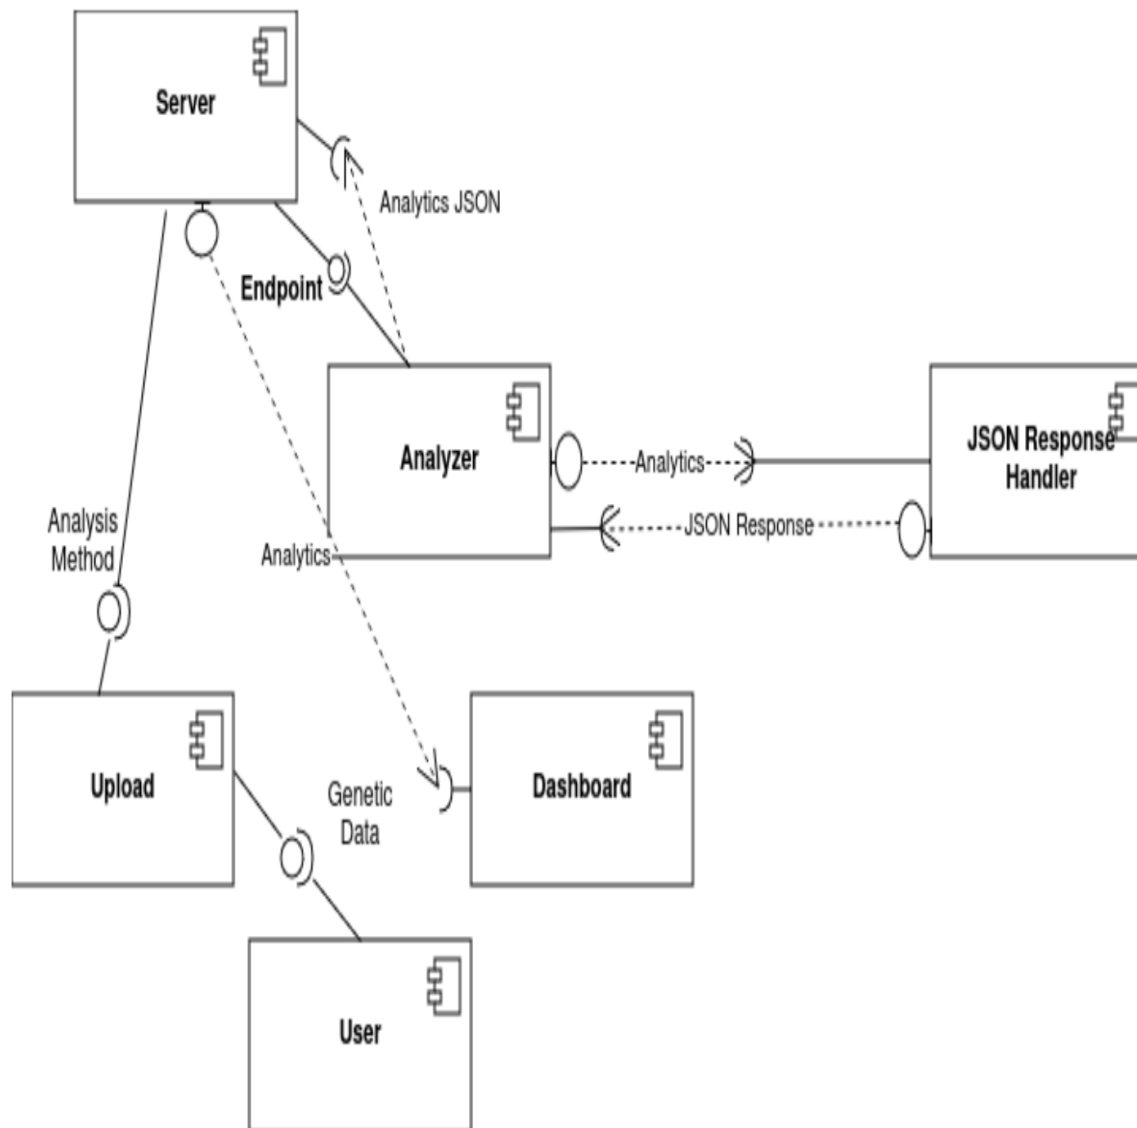 Server
Analytics JSON
Endpoint
Analyzer
Analytics
JSON Response
Handler
JSON Response
Analysis
Method
Analytics
Upload
Genetic
Data
Dashboard
User